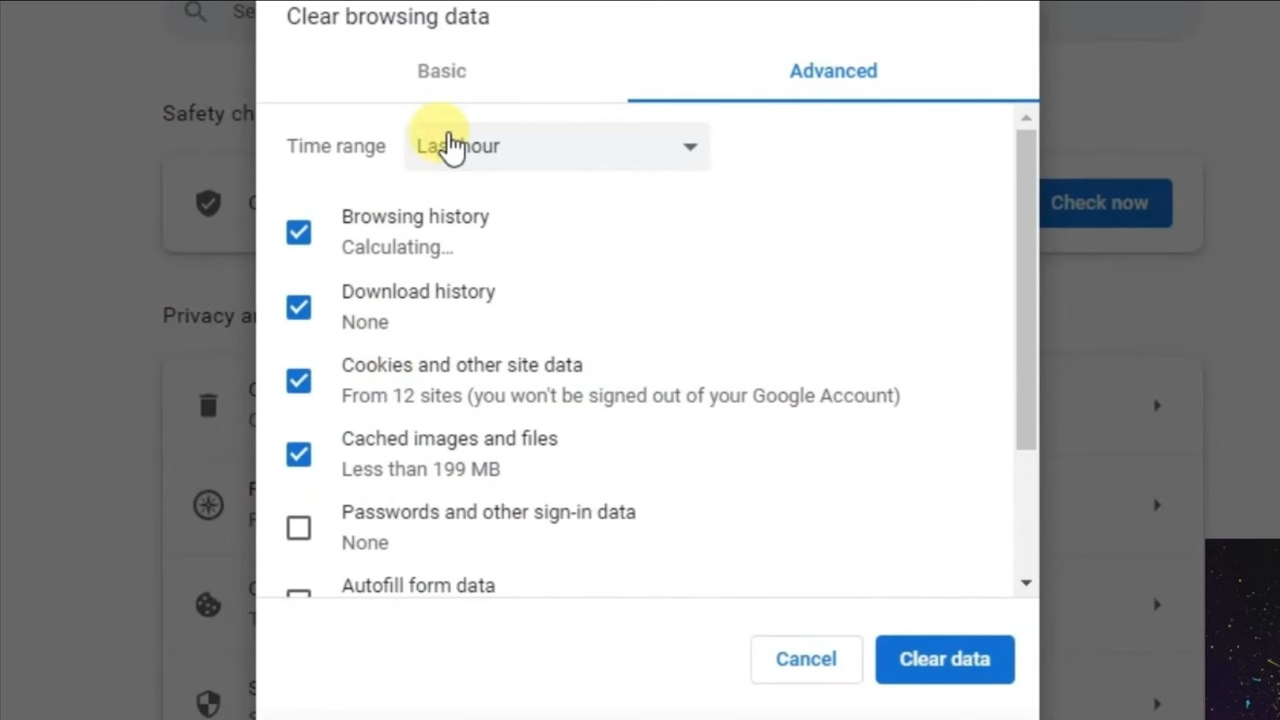 Clear browsing data
Basic
Advanced
Safety ch
Time range
Last hour
Check now
Browsing history
Calculating...
Download history
None
Privacy a
Cookies and other site data
From 12 sites (you won't be signed out of your Google Account)
Cached images and files
Less than 199 MB
Passwords and other sign-in data
None
Autofill form data
Cancel
Clear data